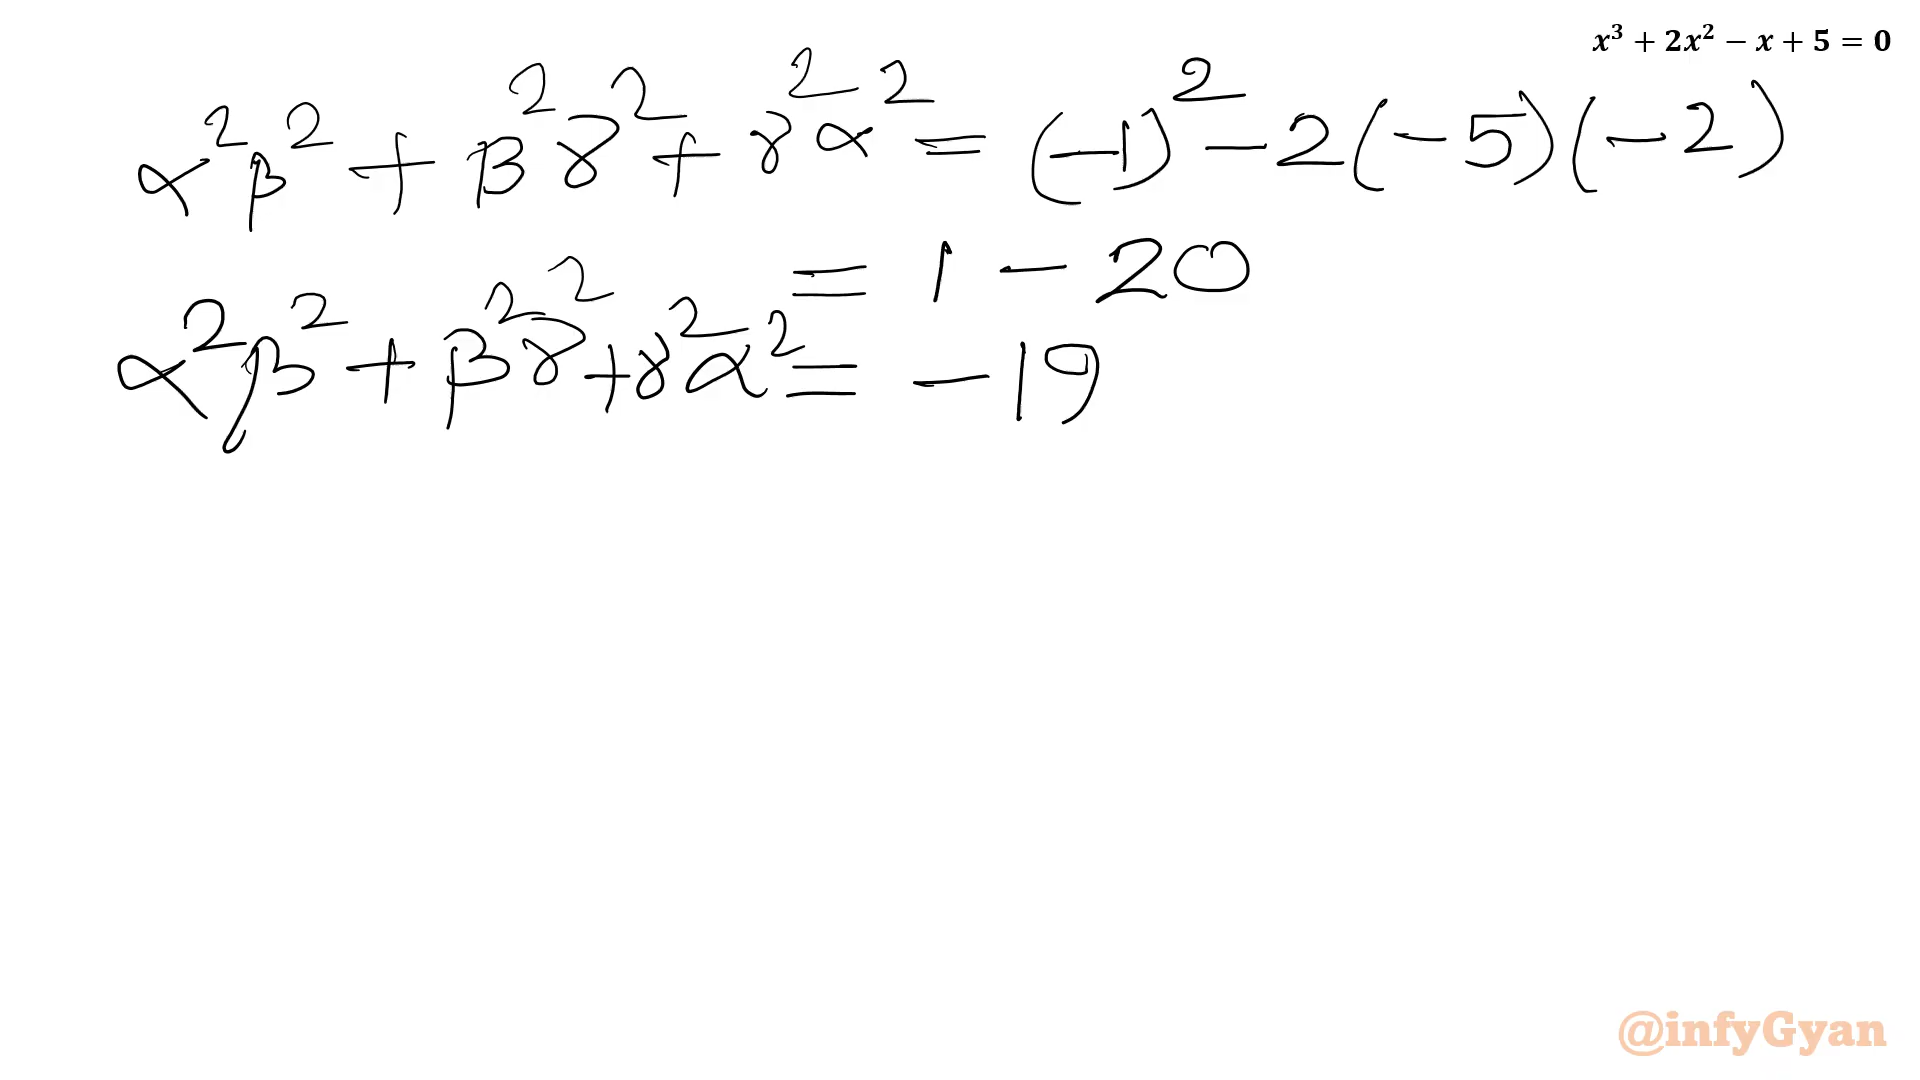 x³ + 2x² − x + 5 = 0
α²β² + β²γ² + γ²α² = (−1)² − 2(−5)(−2)
= 1 − 20
α²β² + β²γ² + γ²α² = −19
@infyGyan